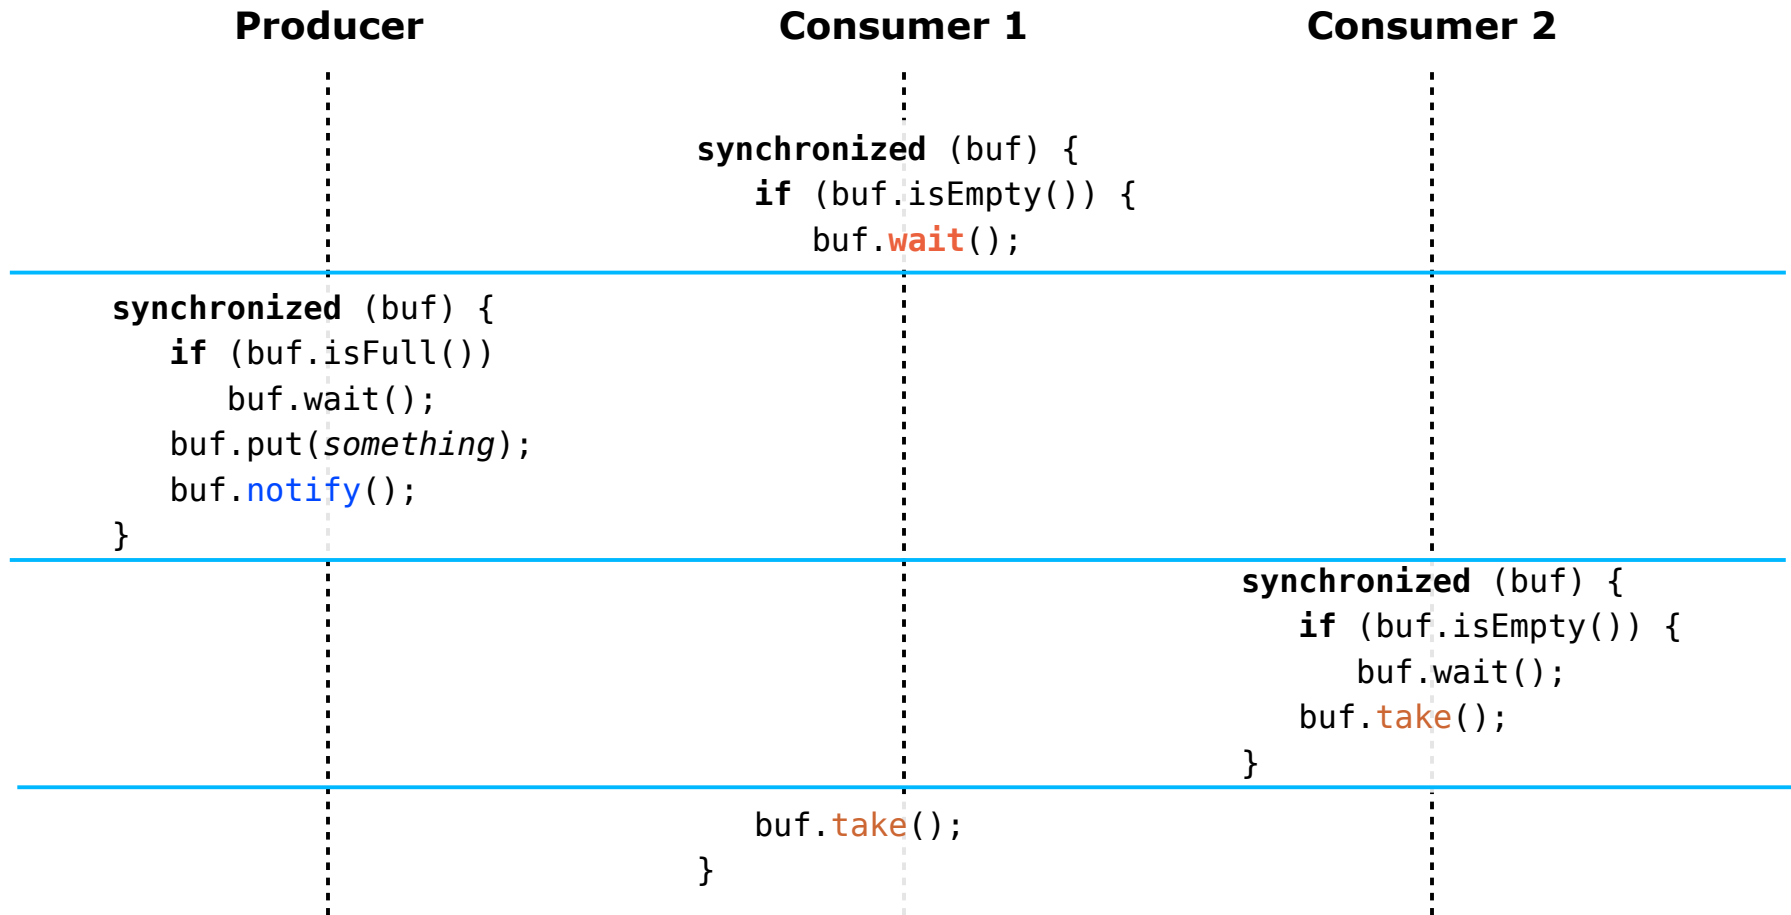 Producer Consumer 1 Consumer 2
synchronized (buf) {
if (buf.isEmpty()) {
buf.wait();
synchronized (buf) {
if (buf.isFull())
buf.wait();
buf.put(something);
buf.notify();
}
synchronized (buf) {
if (buf.isEmpty()) {
buf.wait();
buf.take();
}
buf.take();
}